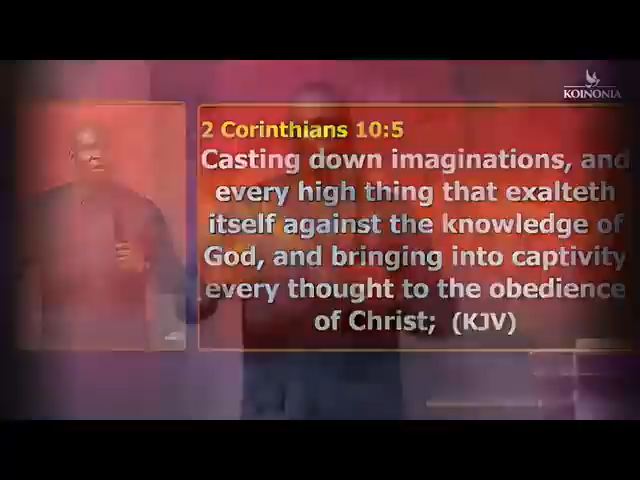 KOINONIA
2 Corinthians 10:5
Casting down imaginations, and
every high thing that exalteth
itself against the knowledge of
God, and bringing into captivity
every thought to the obedience
of Christ; (KJV)